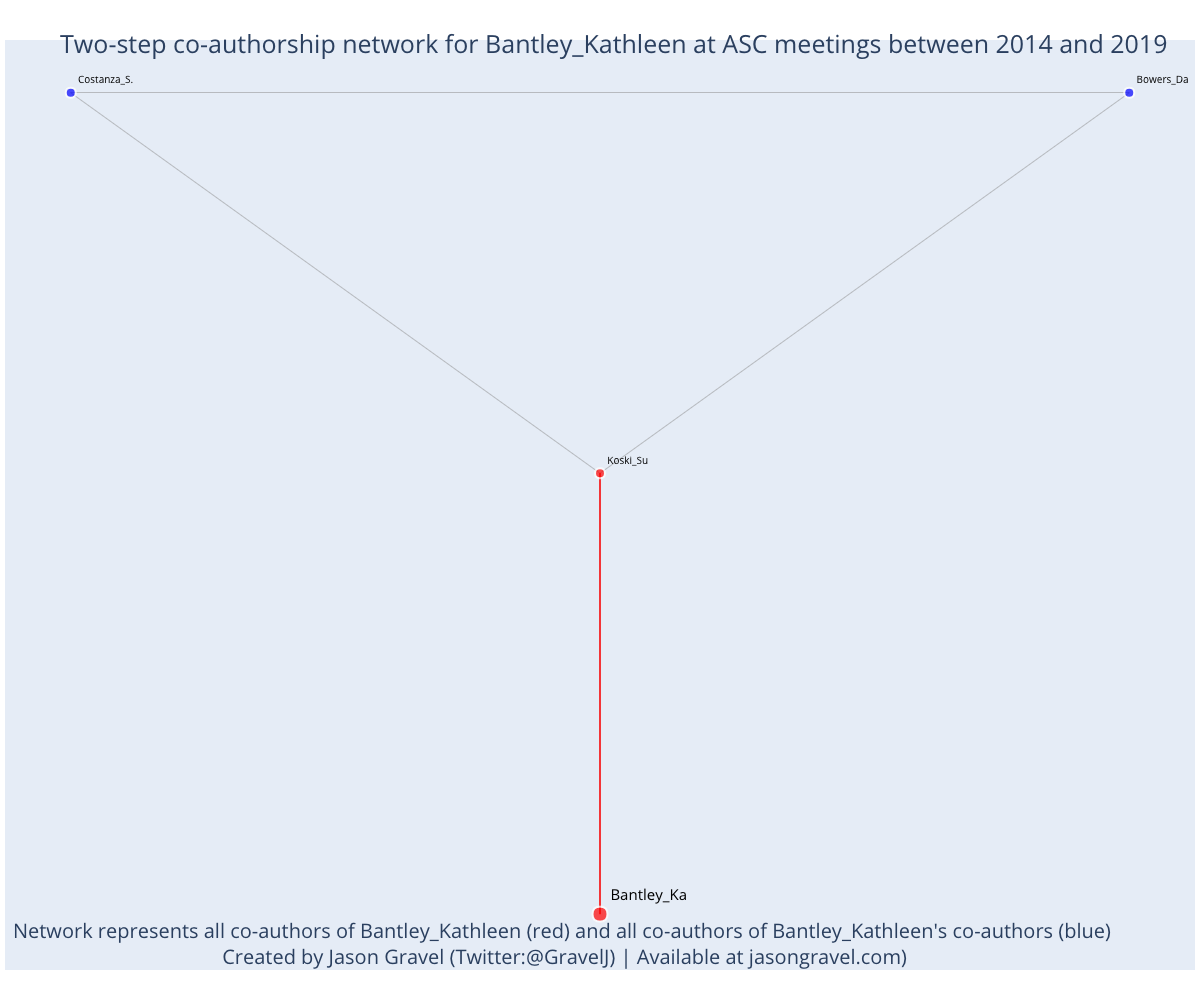 Two-step co-authorship network for Bantley_Kathleen at ASC meetings between 2014 and 2019
Costanza_S.
Bowers_Da
Koski_Su
Bantley_Ka
Network represents all co-authors of Bantley_Kathleen (red) and all co-authors of Bantley_Kathleen's co-authors (blue)
Created by Jason Gravel (Twitter:@GravelJ) | Available at jasongravel.com)